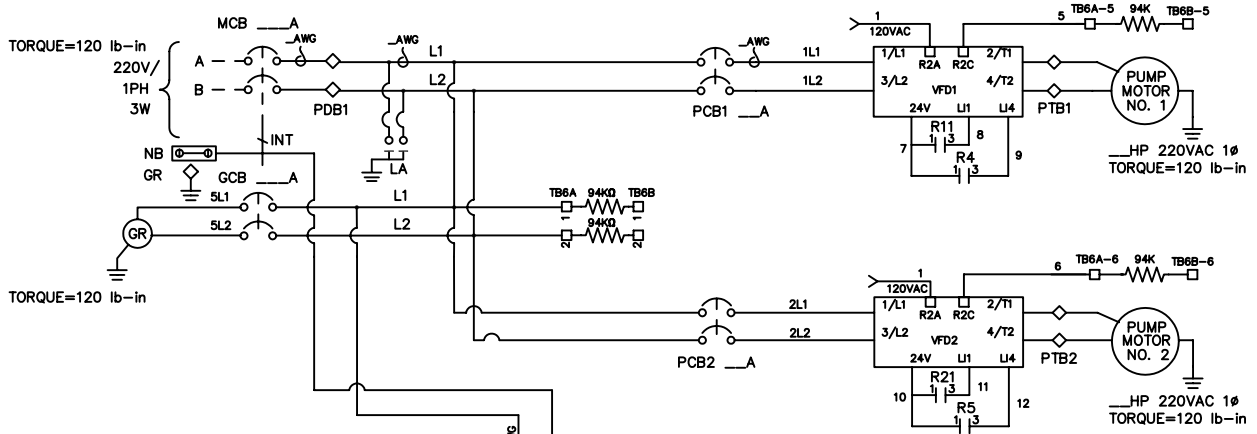 MCB ___A
TORQUE=120 lb-in
220V/
1PH
3W
A
B
_AWG
_AWG
L1
L2
PDB1
INT
NB
GR
LA
GCB ___A
5L1
5L2
GR
TORQUE=120 lb-in
L1
L2
TB6A
94KΩ
TB6B
1
1
94KΩ
2
2
_AWG
1L1
1L2
PCB1 __A
1
120VAC
5
TB6A-5
94K
TB6B-5
1/L1
R2A
R2C
2/T1
3/L2
VFD1
4/T2
24V
LI1
LI4
PTB1
PUMP
MOTOR
NO. 1
7
R11
1
3
8
R4
1
3
9
__HP 220VAC 1ø
TORQUE=120 lb-in
2L1
2L2
PCB2 __A
1
120VAC
6
TB6A-6
94K
TB6B-6
1/L1
R2A
R2C
2/T1
3/L2
VFD2
4/T2
24V
LI1
LI4
PTB2
PUMP
MOTOR
NO. 2
10
R21
1
3
11
R5
1
3
12
__HP 220VAC 1ø
TORQUE=120 lb-in